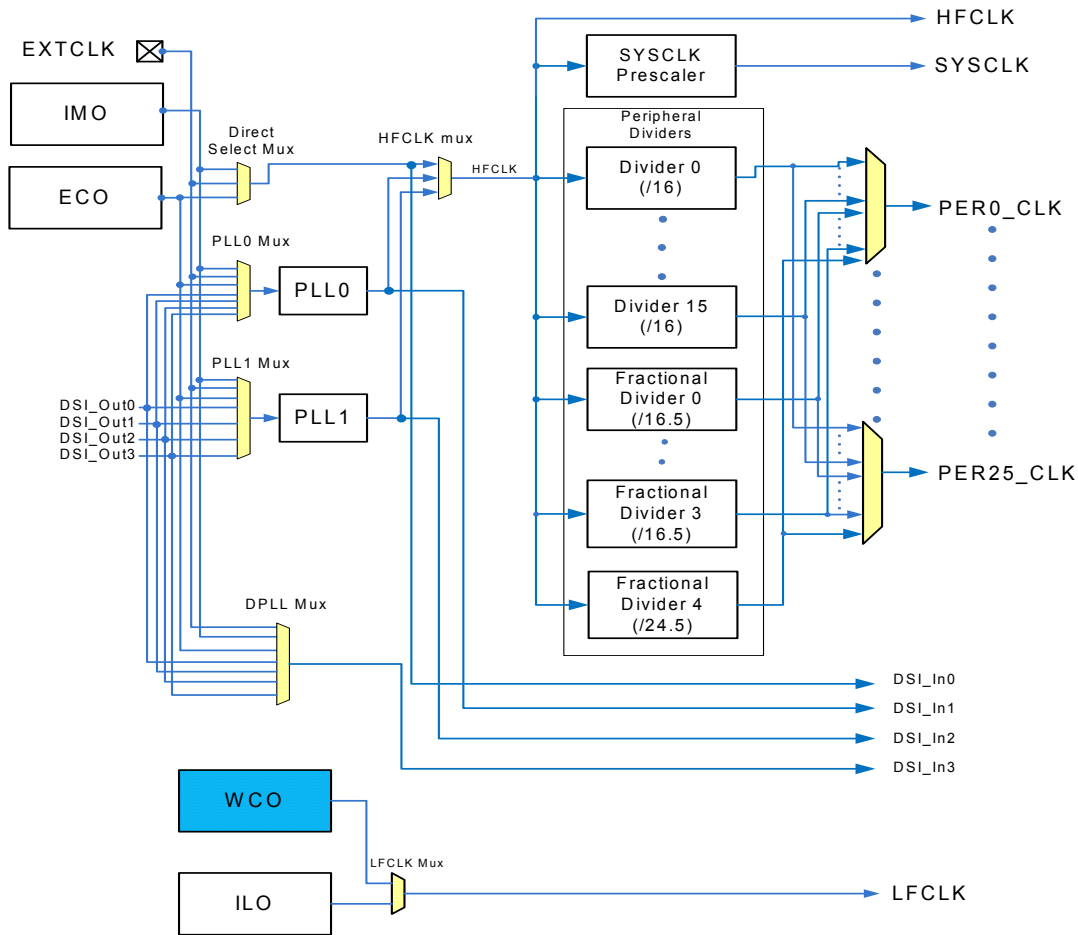 HFCLK
EXTCLK
SYSCLK
Prescaler
SYSCLK
IMO
Peripheral
Dividers
Direct
Select Mux
HFCLK mux
HFCLK
Divider 0
(/16)
ECO
PER0_CLK
PLL0 Mux
PLL0
Divider 15
(/16)
PLL1 Mux
DSI_Out0
DSI_Out1
DSI_Out2
DSI_Out3
PLL1
Fractional
Divider 0
(/16.5)
PER25_CLK
Fractional
Divider 3
(/16.5)
DPLL Mux
Fractional
Divider 4
(/24.5)
DSI_In0
DSI_In1
DSI_In2
DSI_In3
WCO
LFCLK Mux
ILO
LFCLK